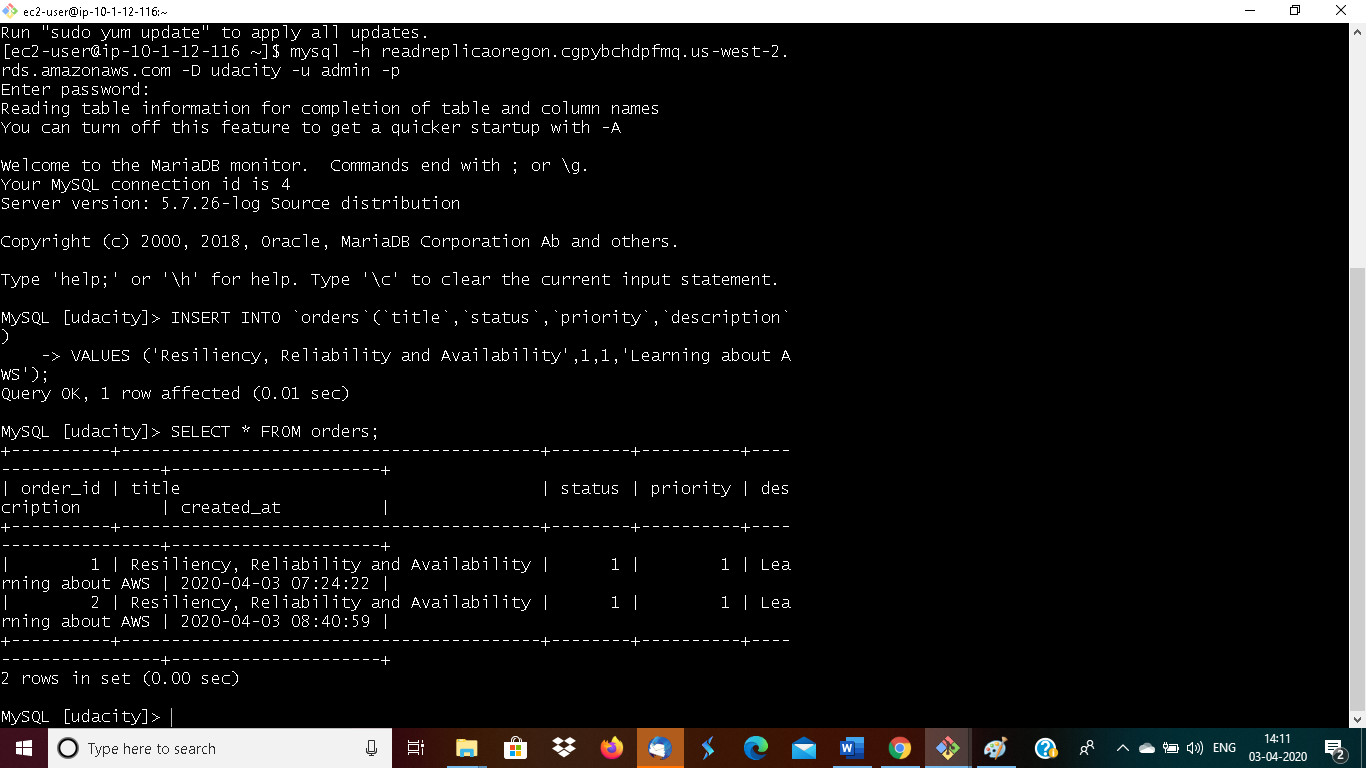 ec2-user@ip-10-1-12-116:~
Run "sudo yum update" to apply all updates.
[ec2-user@ip-10-1-12-116 ~]$ mysql -h readreplicaoregon.cgpybchdpfmq.us-west-2.
rds.amazonaws.com -D udacity -u admin -p
Enter password:
Reading table information for completion of table and column names
You can turn off this feature to get a quicker startup with -A
Welcome to the MariaDB monitor.  Commands end with ; or \g.
Your MySQL connection id is 4
Server version: 5.7.26-log Source distribution
Copyright (c) 2000, 2018, Oracle, MariaDB Corporation Ab and others.
Type 'help;' or '\h' for help. Type '\c' to clear the current input statement.
MySQL [udacity]> INSERT INTO `orders`(`title`,`status`,`priority`,`description`
)
    -> VALUES ('Resiliency, Reliability and Availability',1,1,'Learning about A
WS');
Query OK, 1 row affected (0.01 sec)
MySQL [udacity]> SELECT * FROM orders;
+----------+------------------------------------------+--------+----------+----
----------------+---------------------+
| order_id | title                                    | status | priority | des
cription        | created_at          |
+----------+------------------------------------------+--------+----------+----
----------------+---------------------+
|        1 | Resiliency, Reliability and Availability |      1 |        1 | Lea
rning about AWS | 2020-04-03 07:24:22 |
|        2 | Resiliency, Reliability and Availability |      1 |        1 | Lea
rning about AWS | 2020-04-03 08:40:59 |
+----------+------------------------------------------+--------+----------+----
----------------+---------------------+
2 rows in set (0.00 sec)
MySQL [udacity]>
Type here to search
ENG
14:11
03-04-2020
2